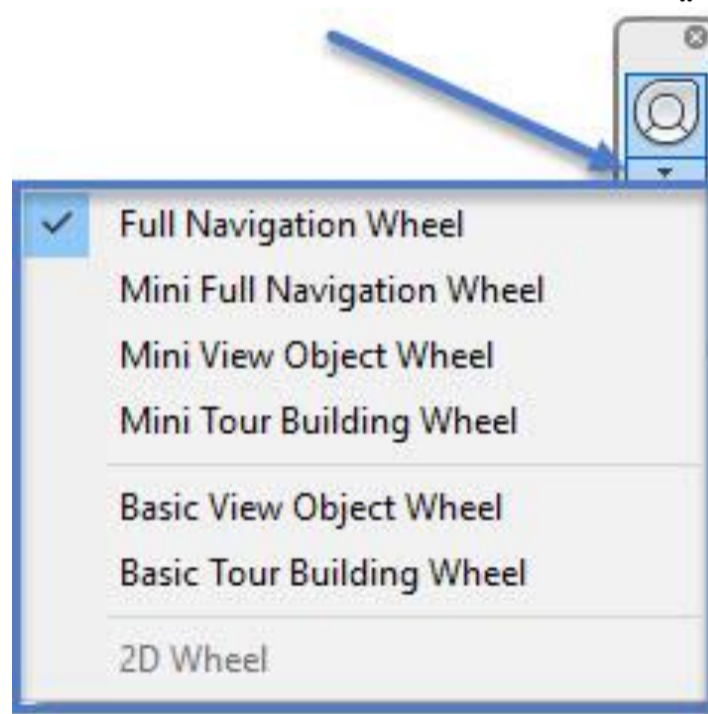 Full Navigation Wheel
Mini Full Navigation Wheel
Mini View Object Wheel
Mini Tour Building Wheel
Basic View Object Wheel
Basic Tour Building Wheel
2D Wheel